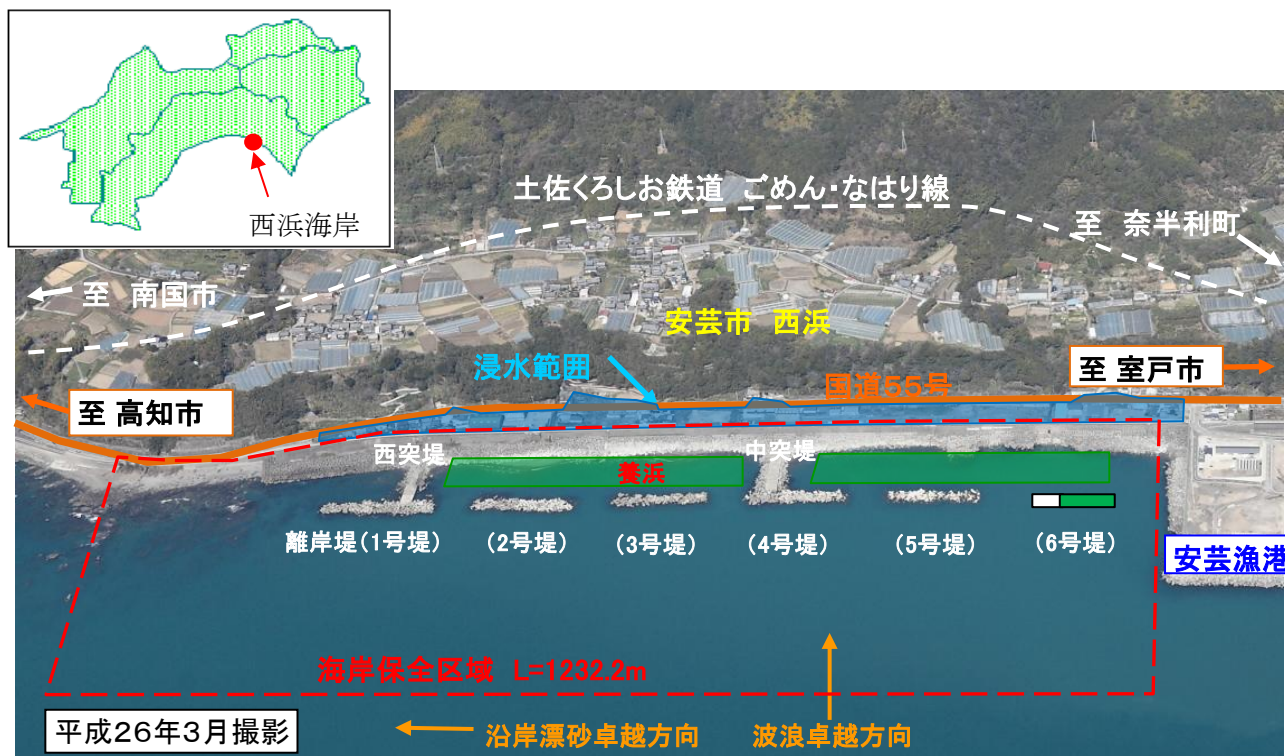 西浜海岸
土佐くろしお鉄道 ごめん・なはり線
至 奈半利町
至 南国市
安芸市 西浜
浸水範囲
国道55号
至 室戸市
至 高知市
西突堤
中突堤
養浜
離岸堤(1号堤)
(2号堤)
(3号堤)
(4号堤)
(5号堤)
(6号堤)
安芸漁港
海岸保全区域 L=1232.2m
平成26年3月撮影
沿岸漂砂卓越方向
波浪卓越方向